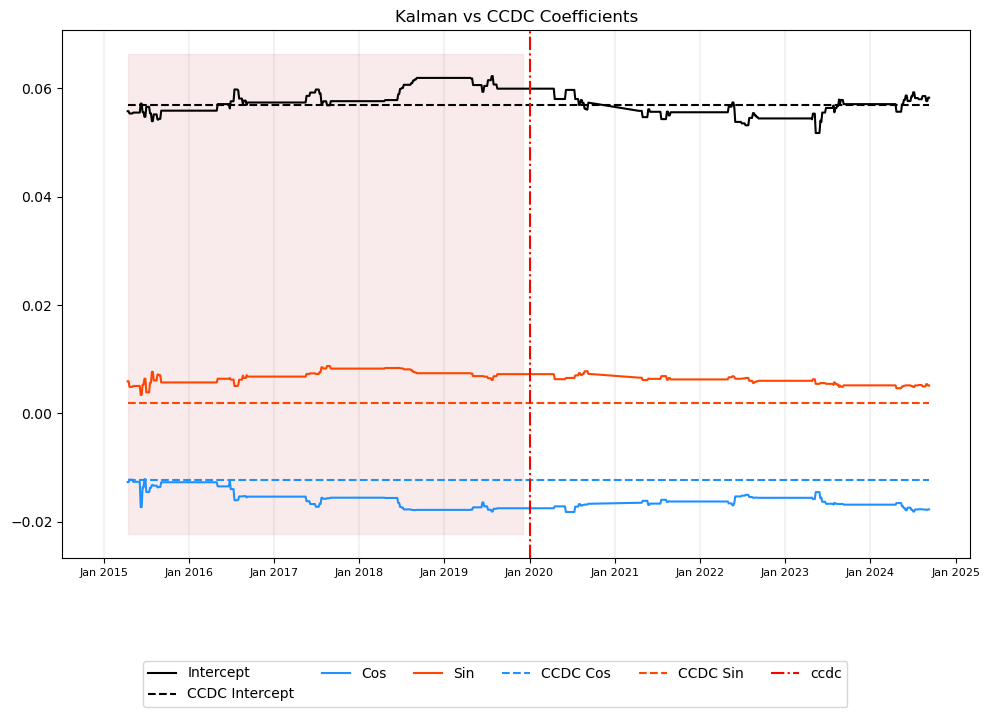 Kalman vs CCDC Coefficients
0.06
0.04
0.02
0.00
−0.02
Jan 2015 Jan 2016 Jan 2017 Jan 2018 Jan 2019 Jan 2020 Jan 2021 Jan 2022 Jan 2023 Jan 2024 Jan 2025
Intercept Cos Sin CCDC Cos CCDC Sin ccdc
CCDC Intercept